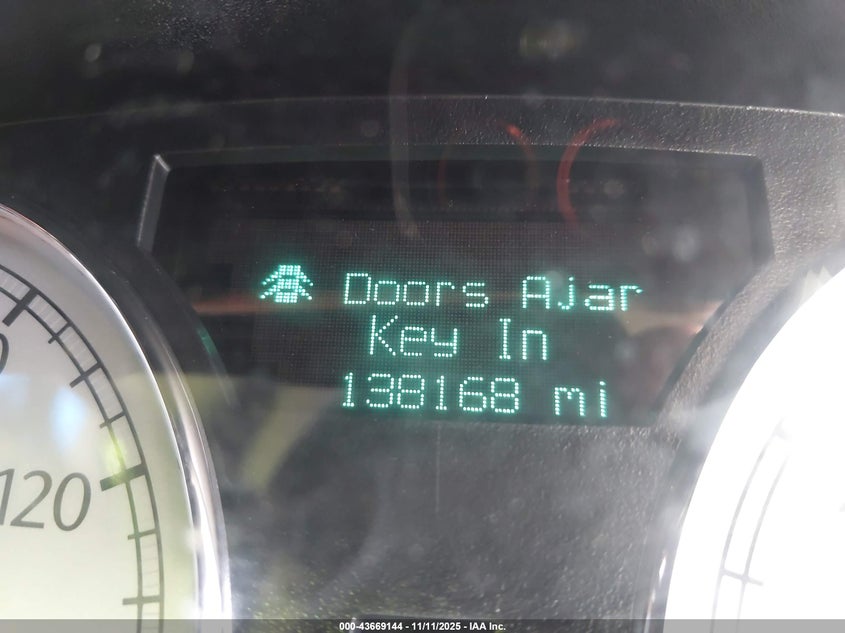 Doors Ajar
Key In
138168 mi
120
000-43669144 - 11/11/2025 - IAA Inc.